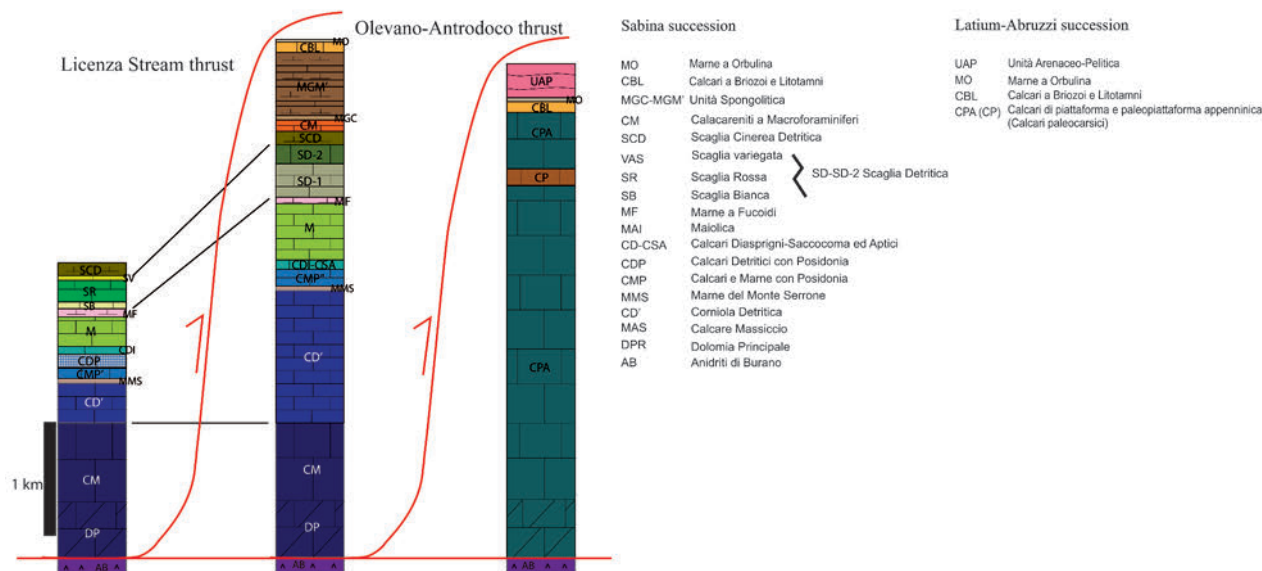 Licenza Stream thrust
Olevano-Antrodoco thrust
SCD
SV
SR
SB
MF
M
CDI
CDP
CMP'
MMS
CD'
CM
DP
AB
1 km
MO
CBL
MGM'
MGC
CM
SCD
SD-2
SD-1
MF
M
CDI-CSA
CMP"
MMS
CD'
CM
DP
AB
UAP
MO
CBL
CPA
CP
CPA
AB
Sabina succession
MO Marne a Orbulina
CBL Calcari a Briozoi e Litotamni
MGC-MGM' Unità Spongolitica
CM Calacareniti a Macroforaminiferi
SCD Scaglia Cinerea Detritica
VAS Scaglia variegata
SR Scaglia Rossa
SB Scaglia Bianca
SD-SD-2 Scaglia Detritica
MF Marne a Fucoidi
MAI Maiolica
CD-CSA Calcari Diasprigni-Saccocoma ed Aptici
CDP Calcari Detritici con Posidonia
CMP Calcari e Marne con Posidonia
MMS Marne del Monte Serrone
CD' Corniola Detritica
MAS Calcare Massiccio
DPR Dolomia Principale
AB Anidriti di Burano
Latium-Abruzzi succession
UAP Unità Arenaceo-Pelitica
MO Marne a Orbulina
CBL Calcari a Briozoi e Litotamni
CPA (CP) Calcari di piattaforma e paleopiattaforma appenninica
(Calcari paleocarsici)